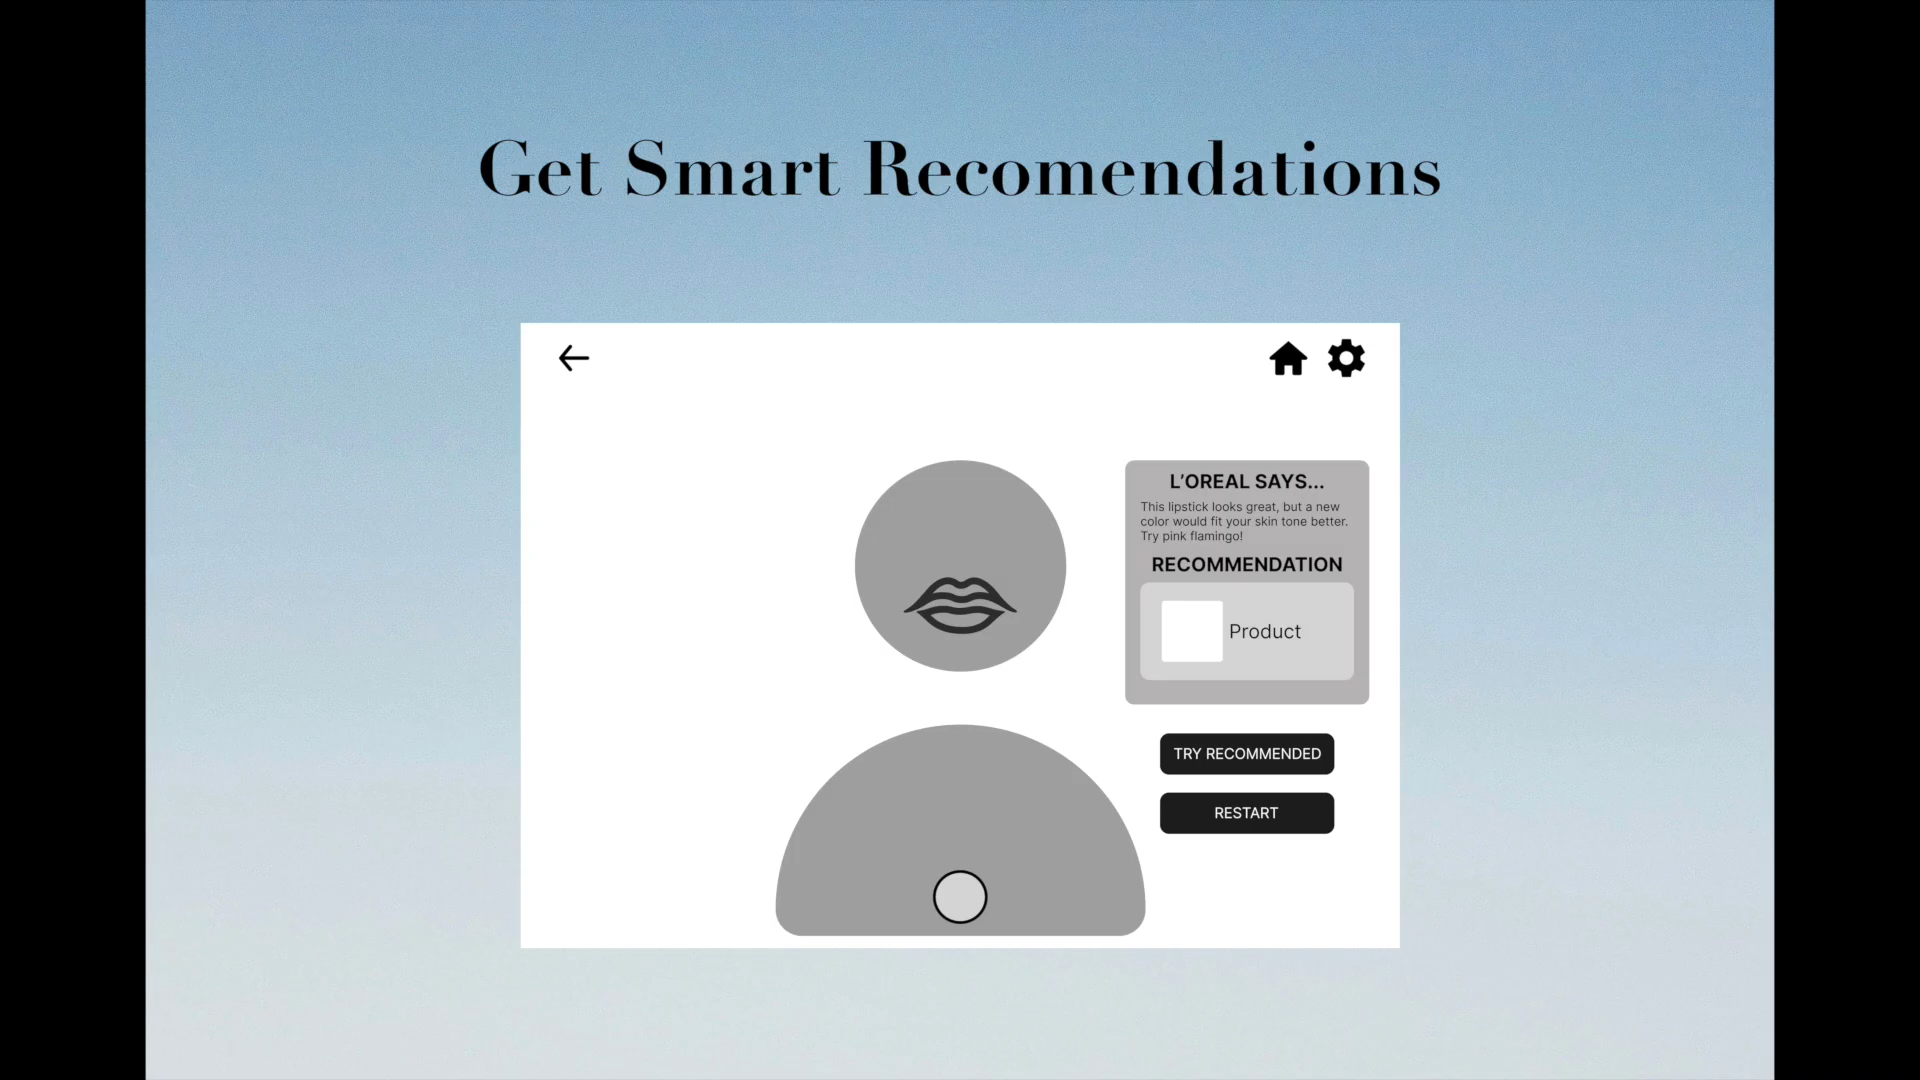 Get Smart Recomendations
L’OREAL SAYS...
This lipstick looks great, but a new
color would fit your skin tone better.
Try pink flamingo!
RECOMMENDATION
Product
TRY RECOMMENDED
RESTART